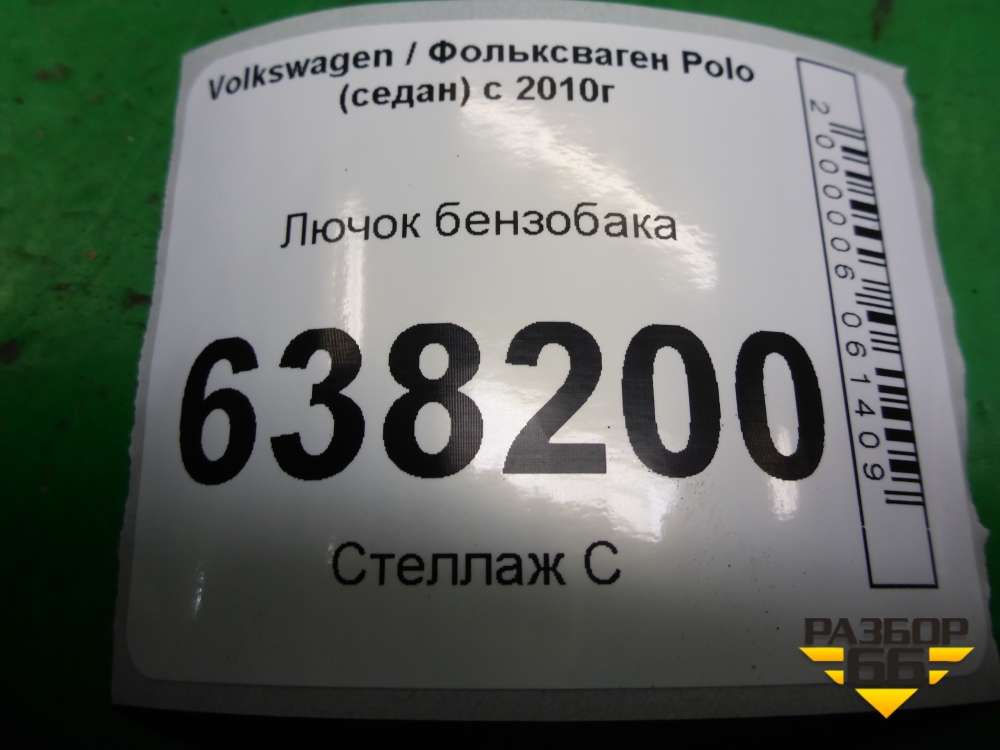 Volkswagen / Фольксваген Polo
(седан) с 2010г
Лючок бензобака
638200
Стеллаж С
2000006061409
РАЗБОР
66